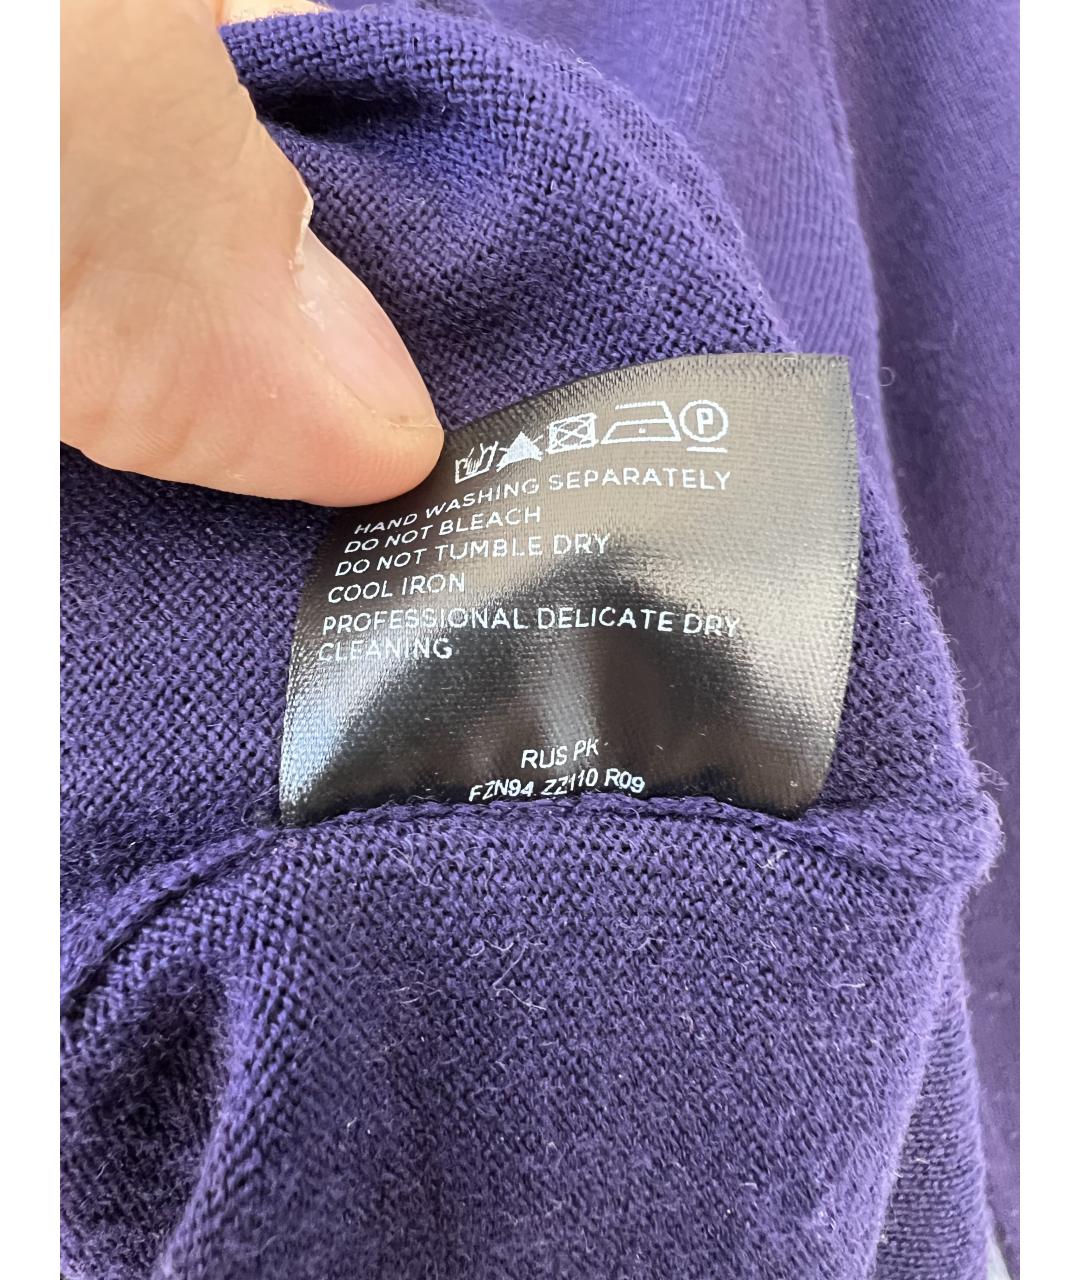 P
HAND WASHING SEPARATELY
DO NOT BLEACH
DO NOT TUMBLE DRY
COOL IRON
PROFESSIONAL DELICATE DRY
CLEANING
RUS PK
FZN94 ZZ110 R09